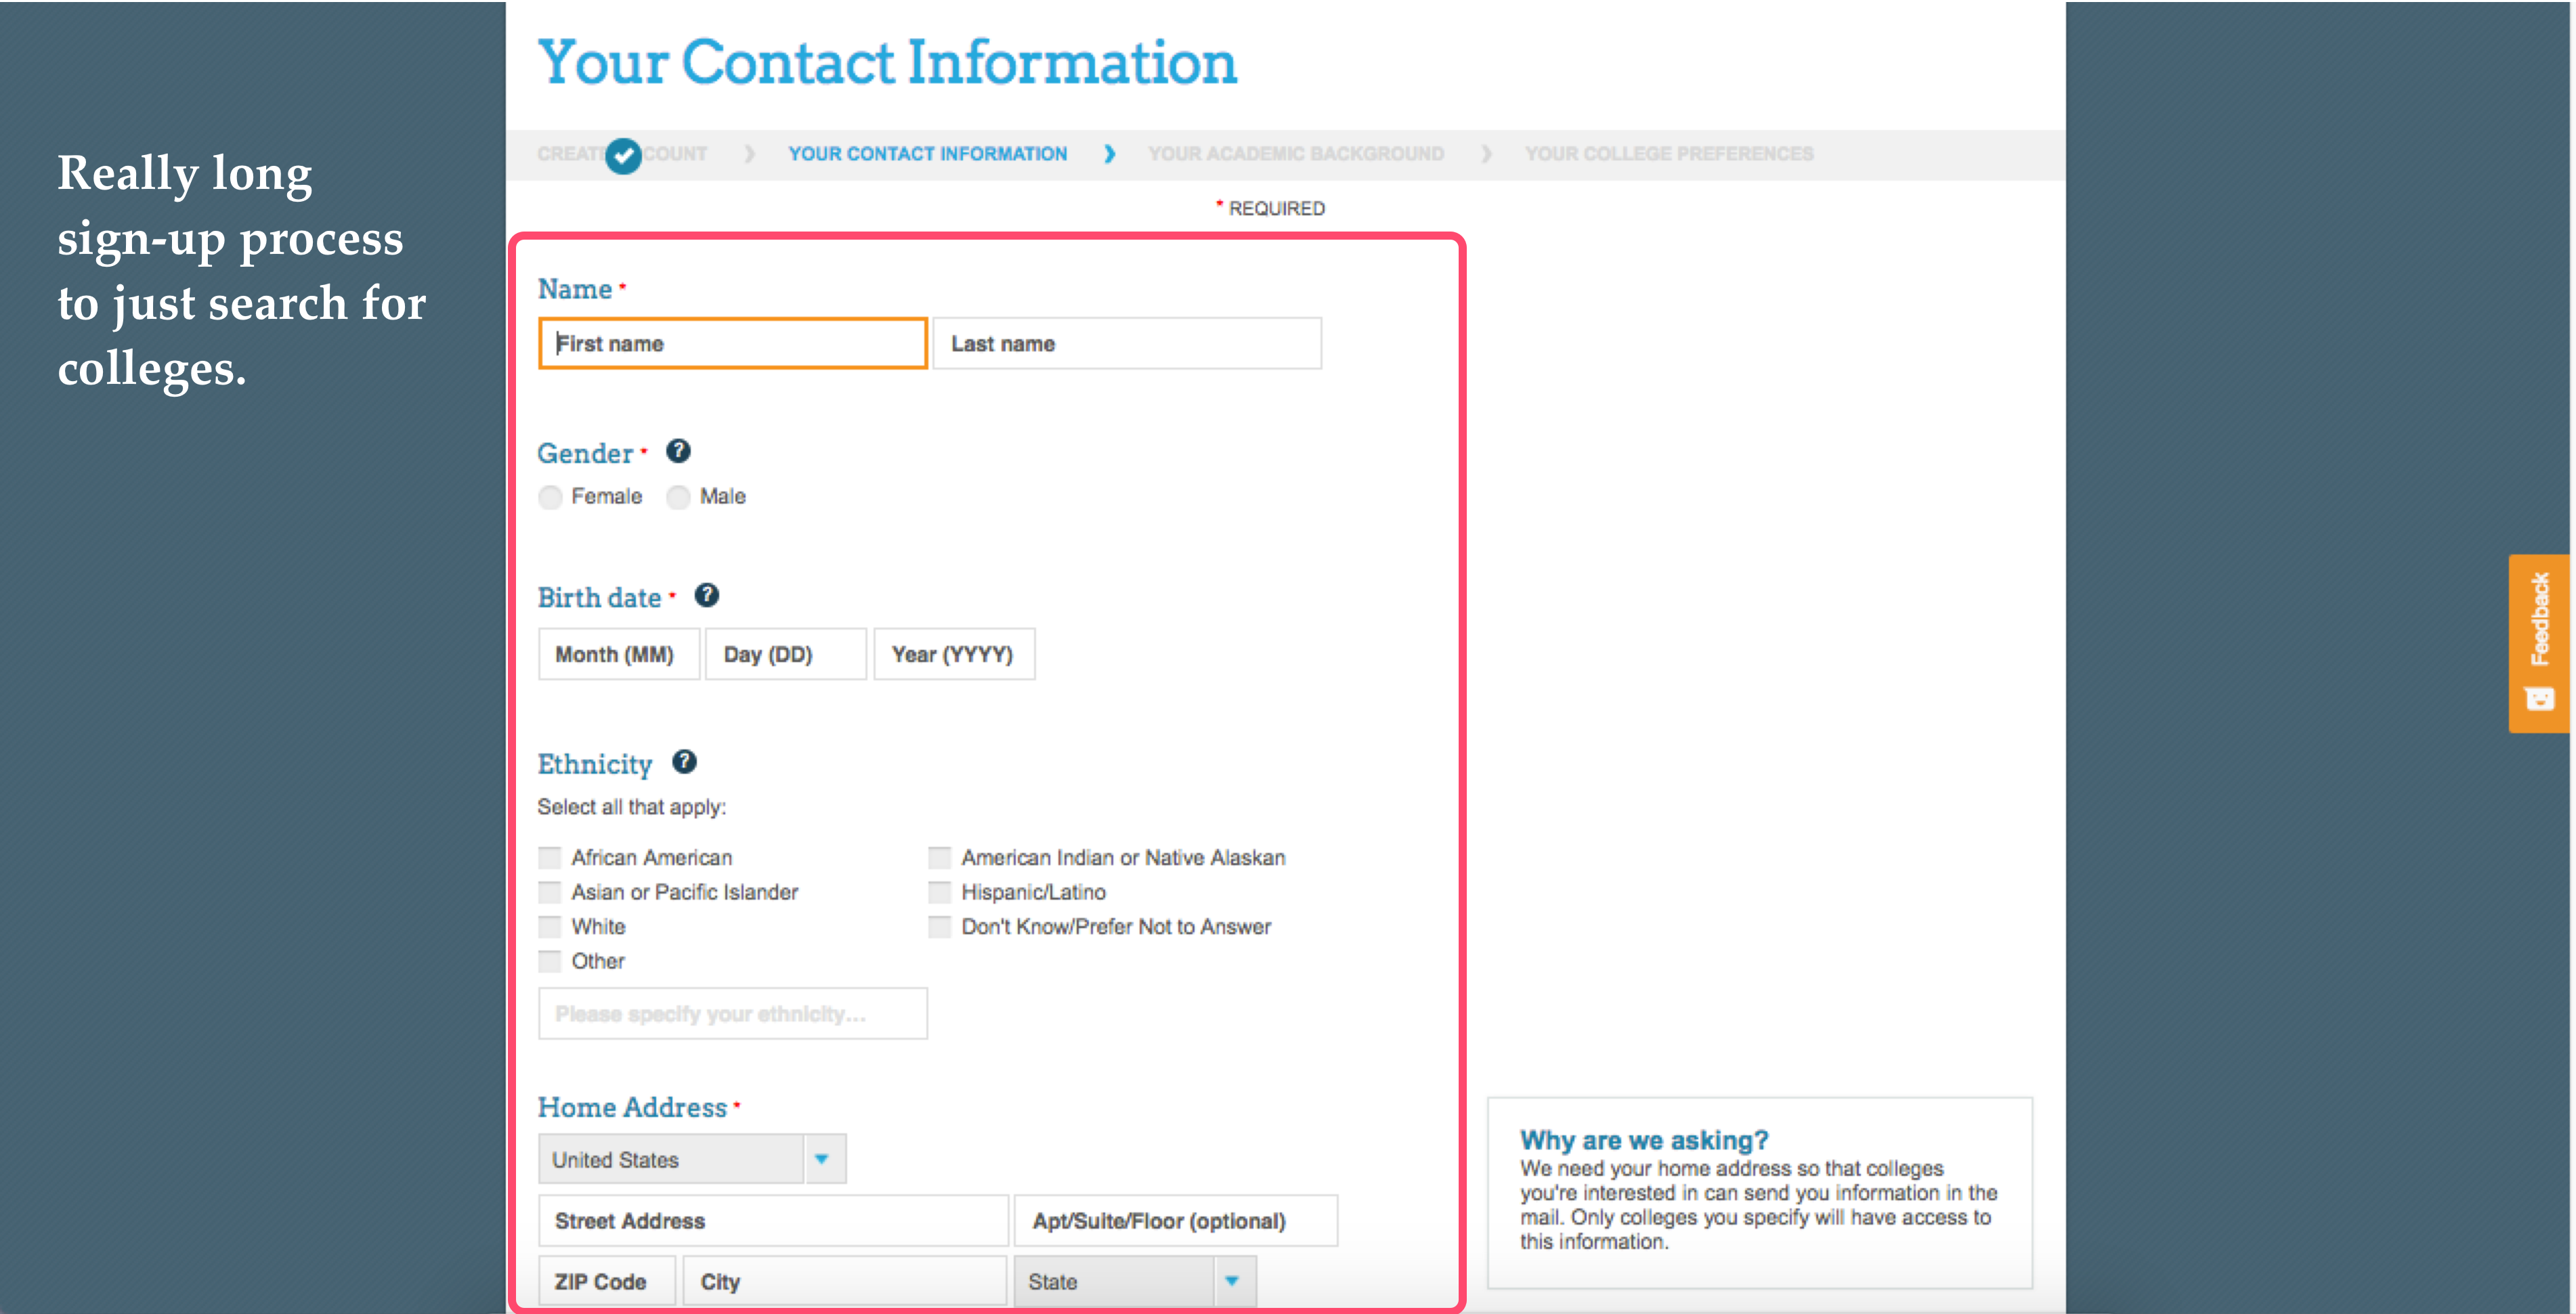 Your Contact Information
Really long
sign-up process
to just search for
colleges.
CREAT COUNT YOUR CONTACT INFORMATION YOUR ACADEMIC BACKGROUND YOUR COLLEGE PREFERENCES
* REQUIRED
Name *
First name Last name
Gender * ?
Female Male
Birth date * ?
Month (MM) Day (DD) Year (YYYY)
Feedback
Ethnicity ?
Select all that apply:
African American American Indian or Native Alaskan
Asian or Pacific Islander Hispanic/Latino
White Don't Know/Prefer Not to Answer
Other
Please specify your ethnicity...
Home Address *
United States
Street Address Apt/Suite/Floor (optional)
ZIP Code City State
Why are we asking?
We need your home address so that colleges
you're interested in can send you information in the
mail. Only colleges you specify will have access to
this information.